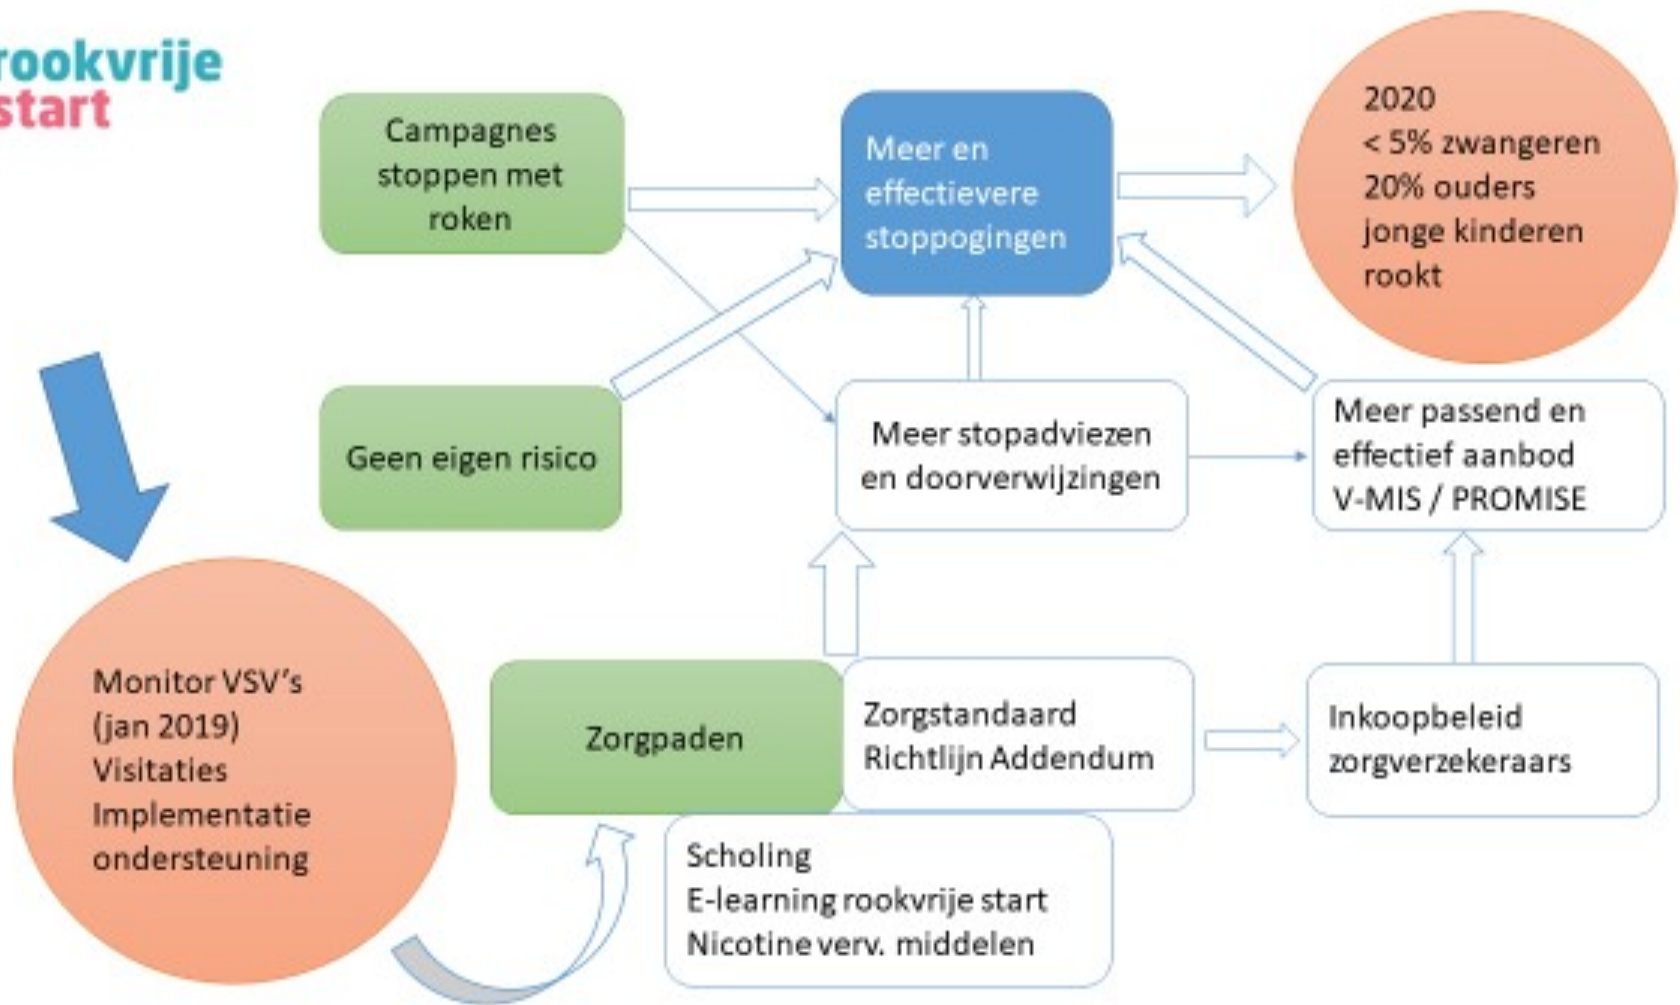 rookvrije
start
Campagnes
stoppen met
roken
Meer en
effectievere
stoppogingen
2020
< 5% zwangeren
20% ouders
jonge kinderen
rookt
Geen eigen risico
Meer stopadviezen
en doorverwijzingen
Meer passend en
effectief aanbod
V-MIS / PROMISE
Monitor VSV's
(jan 2019)
Visitaties
Implementatie
ondersteuning
Zorgpaden
Zorgstandaard
Richtlijn Addendum
Inkoopbeleid
zorgverzekeraars
Scholing
E-learning rookvrije start
Nicotine verv. middelen